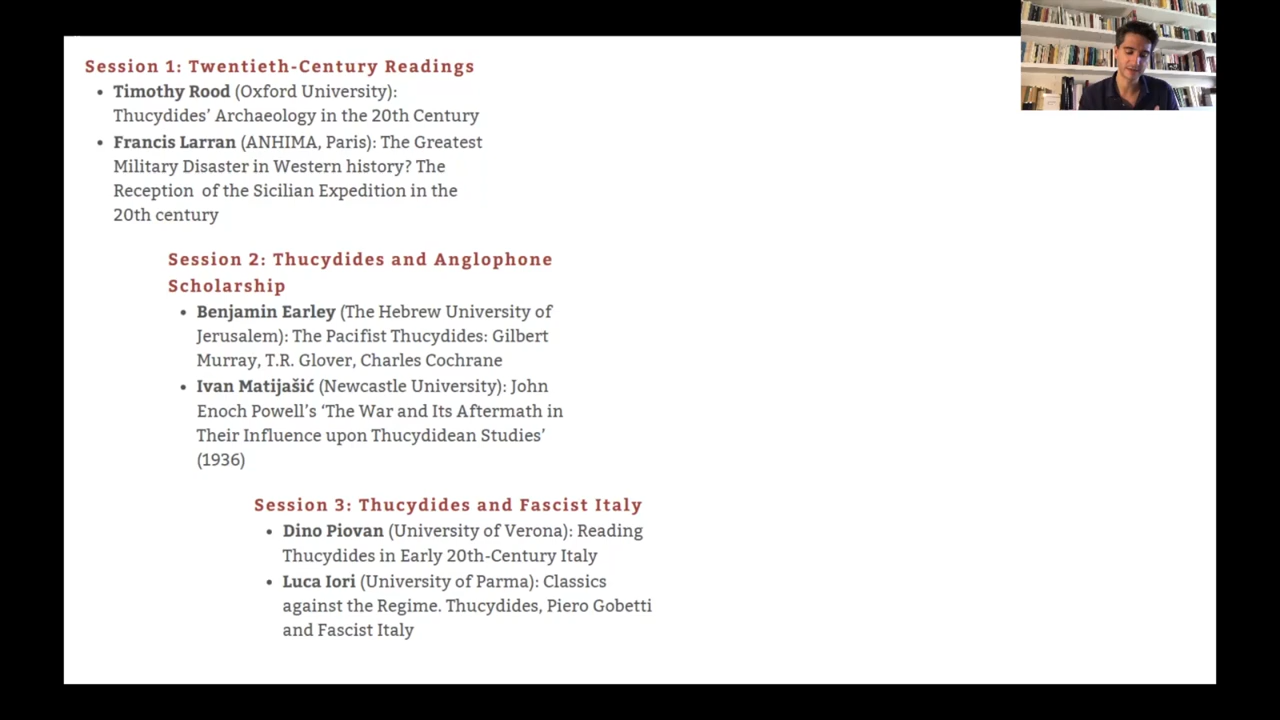 Session 1: Twentieth-Century Readings
• Timothy Rood (Oxford University):
Thucydides’ Archaeology in the 20th Century
• Francis Larran (ANHIMA, Paris): The Greatest
Military Disaster in Western history? The
Reception of the Sicilian Expedition in the
20th century
Session 2: Thucydides and Anglophone
Scholarship
• Benjamin Earley (The Hebrew University of
Jerusalem): The Pacifist Thucydides: Gilbert
Murray, T.R. Glover, Charles Cochrane
• Ivan Matijašić (Newcastle University): John
Enoch Powell’s ‘The War and Its Aftermath in
Their Influence upon Thucydidean Studies’
(1936)
Session 3: Thucydides and Fascist Italy
• Dino Piovan (University of Verona): Reading
Thucydides in Early 20th-Century Italy
• Luca Iori (University of Parma): Classics
against the Regime. Thucydides, Piero Gobetti
and Fascist Italy